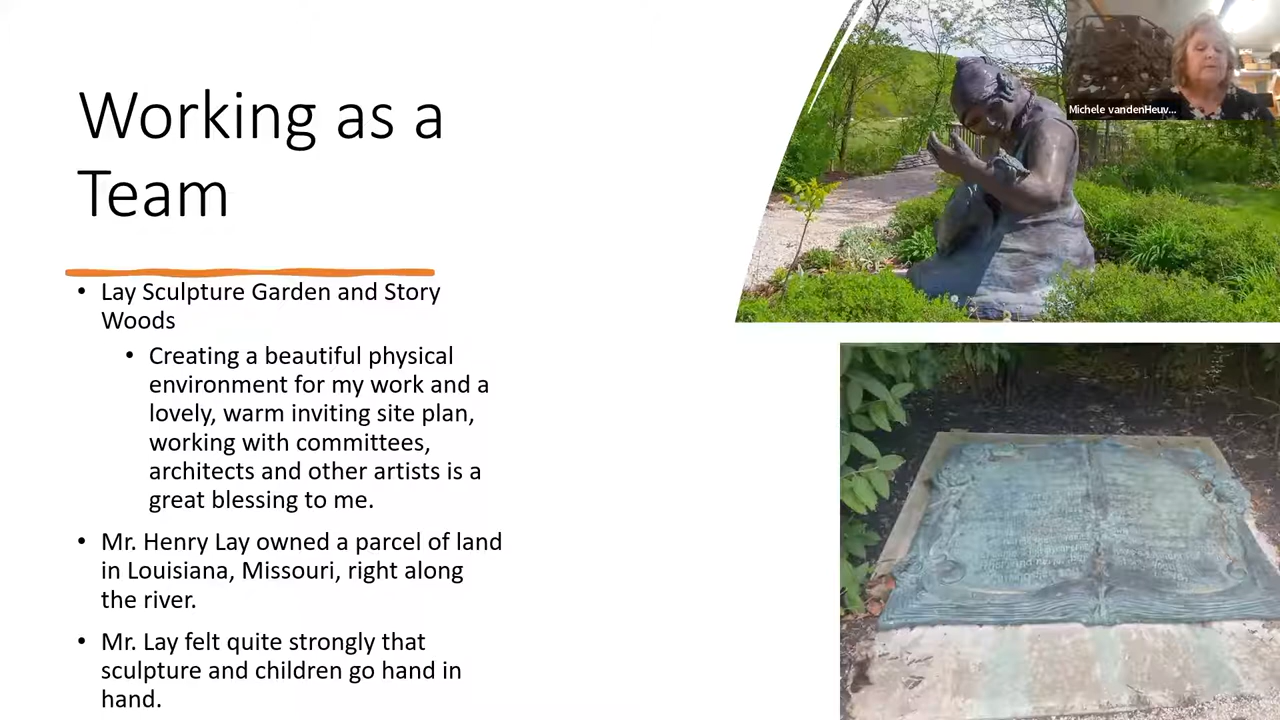 Working as a
Team
Michele vandenHeuv...
• Lay Sculpture Garden and Story
Woods
• Creating a beautiful physical
environment for my work and a
lovely, warm inviting site plan,
working with committees,
architects and other artists is a
great blessing to me.
• Mr. Henry Lay owned a parcel of land
in Louisiana, Missouri, right along
the river.
• Mr. Lay felt quite strongly that
sculpture and children go hand in
hand.